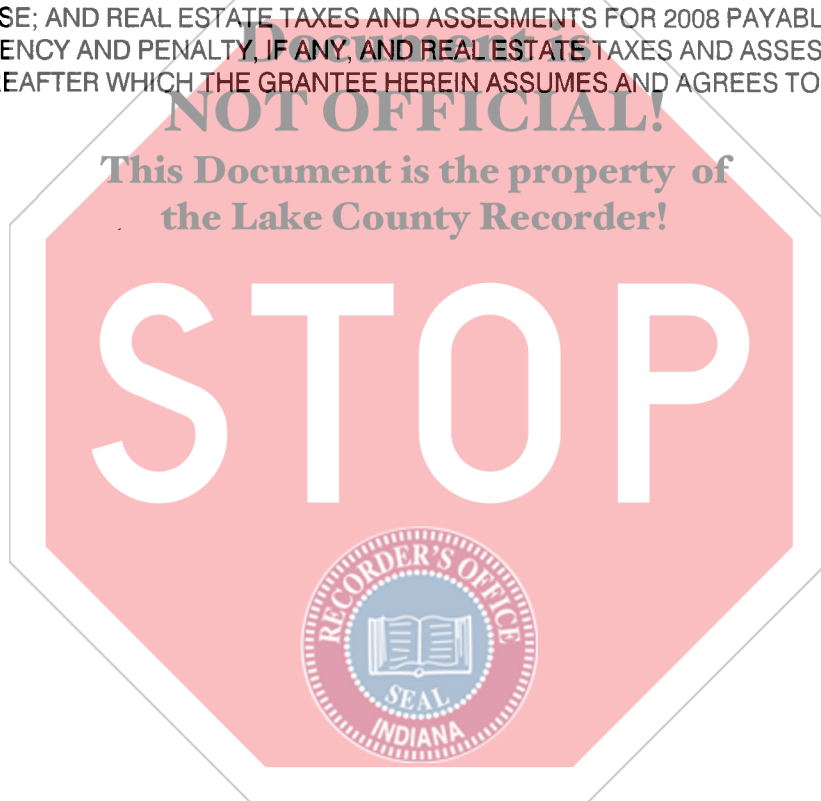 SE; AND REAL ESTATE TAXES AND ASSESMENTS FOR 2008 PAYABL
ENCY AND PENALTY, IF ANY, AND REAL ESTATE TAXES AND ASSES
EAFTER WHICH THE GRANTEE HEREIN ASSUMES AND AGREES TO
Document is
NOT OFFICIAL!
This Document is the property of
the Lake County Recorder!
STOP
RECORDER'S OFFICE
SEAL
INDIANA